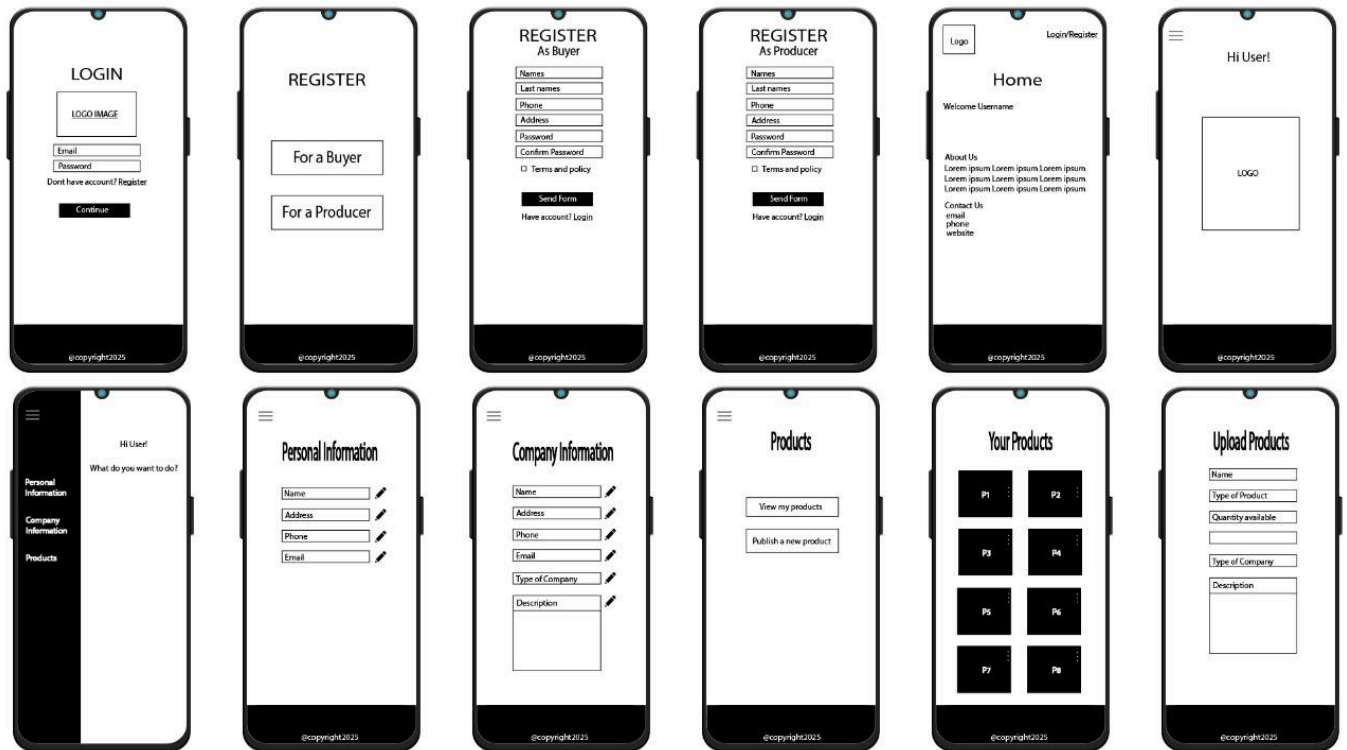 LOGIN
LOGO IMAGE
Email
Password
Dont have account? Register
Continue
@copyright2025
REGISTER
For a Buyer
For a Producer
@copyright2025
REGISTER
As Buyer
Names
Last names
Phone
Address
Password
Confirm Password
Terms and policy
Send Form
Have account? Login
@copyright2025
REGISTER
As Producer
Names
Last names
Phone
Address
Password
Confirm Password
Terms and policy
Send Form
Have account? Login
@copyright2025
Logo
Login/Register
Home
Welcome Username
About Us
Lorem ipsum Lorem ipsum Lorem ipsum
Lorem ipsum Lorem ipsum Lorem ipsum
Lorem ipsum Lorem ipsum Lorem ipsum
Contact Us
email
phone
website
@copyright2025
Hi User!
LOGO
@copyright2025
Hi User!
What do you want to do?
Personal
Information
Company
Information
Products
Personal Information
Name
Address
Phone
Email
@copyright2025
Company Information
Name
Address
Phone
Email
Type of Company
Description
@copyright2025
Products
View my products
Publish a new product
@copyright2025
Your Products
P1 P2
P3 P4
P5 P6
P7 P8
@copyright2025
Upload Products
Name
Type of Product
Quantity available
Type of Company
Description
@copyright2025